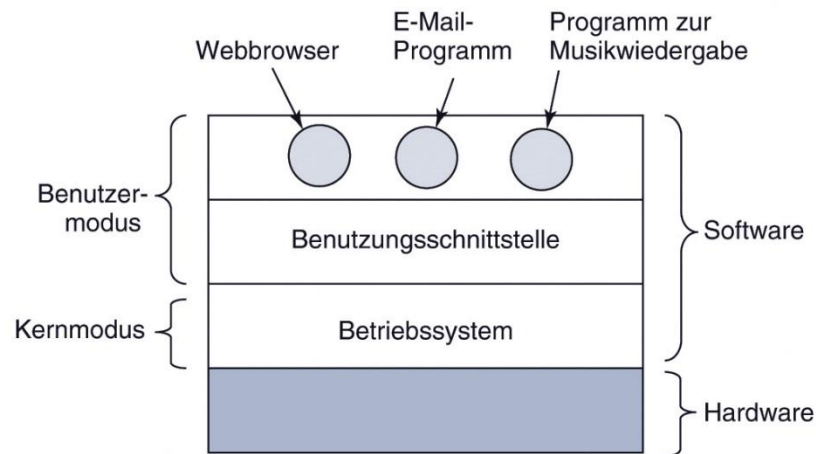 Webbrowser
E-Mail-
Programm
Programm zur
Musikwiedergabe
Benutzer-
modus
Benutzungsschnittstelle
Software
Kernmodus
Betriebssystem
Hardware